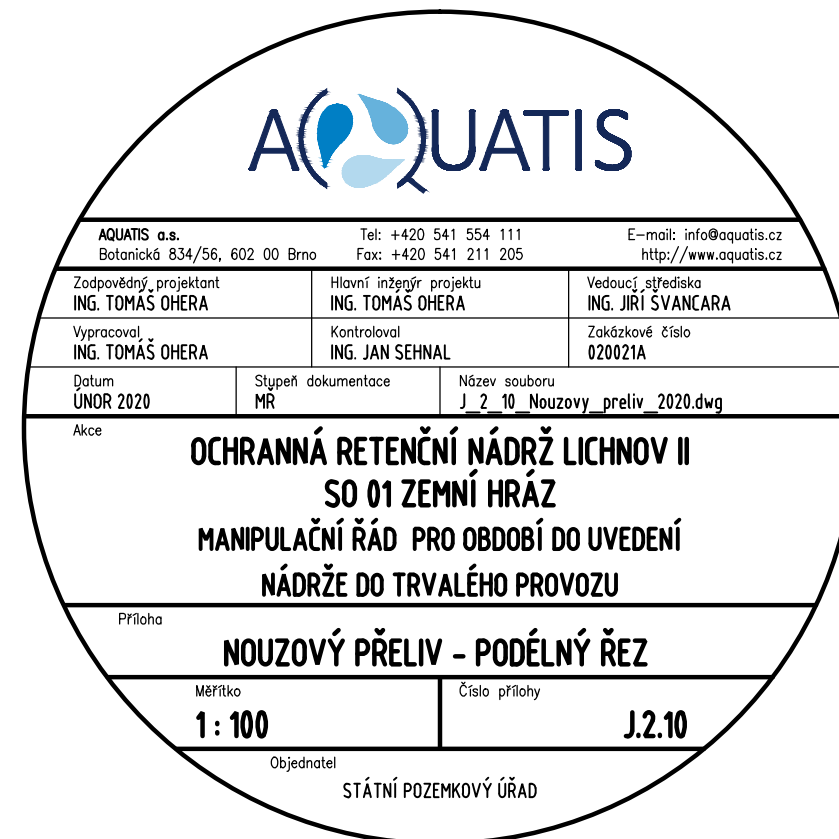 AQUATIS
AQUATIS a.s. Tel: +420 541 554 111 E-mail: info@aquatis.cz
Botanická 834/56, 602 00 Brno Fax: +420 541 211 205 http://www.aquatis.cz
Zodpovědný projektant Hlavní inženýr projektu Vedoucí střediska
ING. TOMÁŠ OHERA ING. TOMÁŠ OHERA ING. JIŘÍ ŠVANCARA
Vypracoval Kontroloval Zakázkové číslo
ING. TOMÁŠ OHERA ING. JAN SEHNAL 020021A
Datum Stupeň dokumentace Název souboru
ÚNOR 2020 MŘ J_2_10_Nouzovy_preliv_2020.dwg
Akce
OCHRANNÁ RETENČNÍ NÁDRŽ LICHNOV II
SO 01 ZEMNÍ HRÁZ
MANIPULAČNÍ ŘÁD PRO OBDOBÍ DO UVEDENÍ
NÁDRŽE DO TRVALÉHO PROVOZU
Příloha
NOUZOVÝ PŘELIV - PODÉLNÝ ŘEZ
Měřítko Číslo přílohy
1 : 100 J.2.10
Objednatel
STÁTNÍ POZEMKOVÝ ÚŘAD